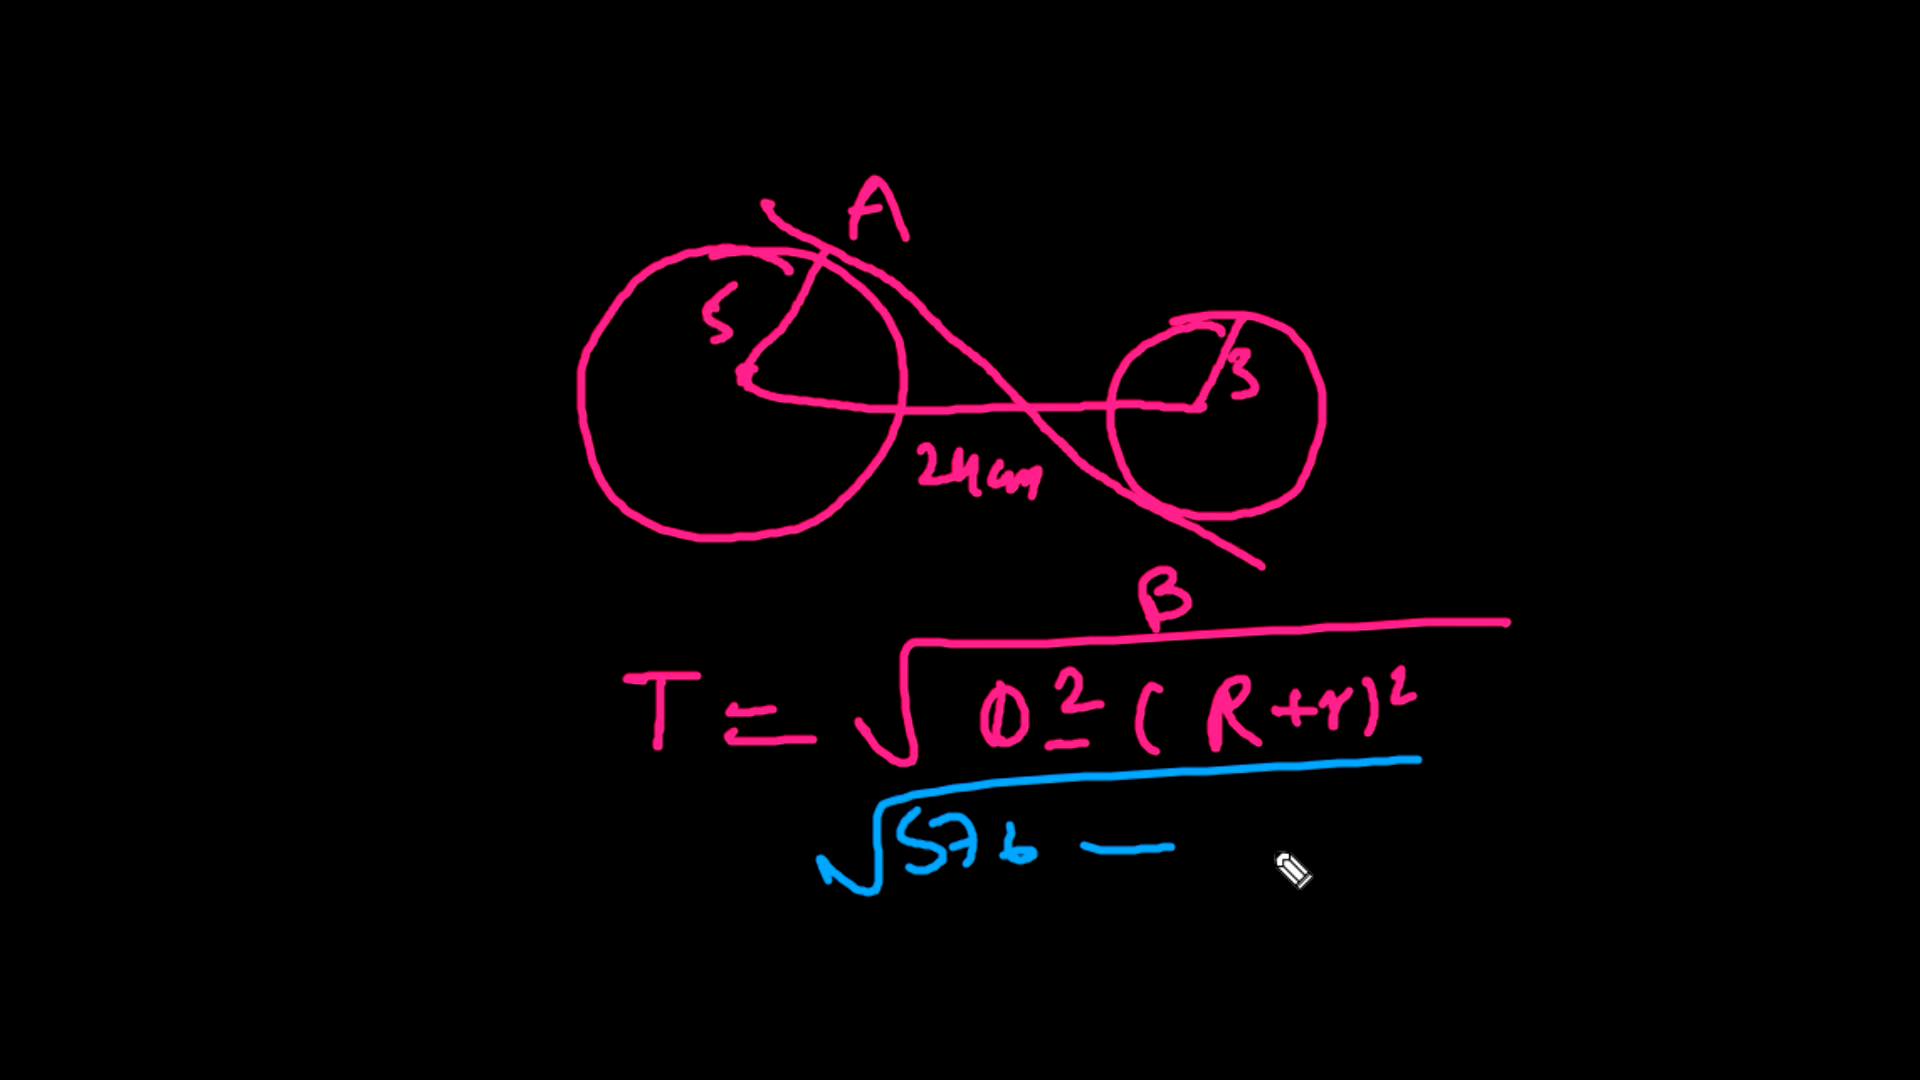 A
5
3
24cm
B
T = √D² - (R+r)²
√576 -